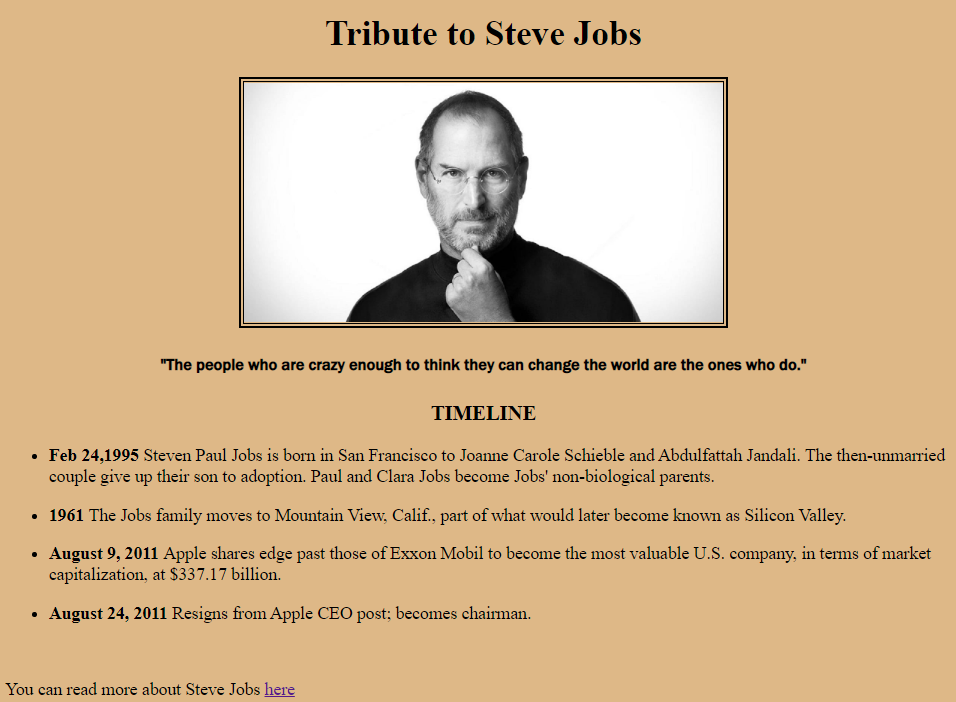 Tribute to Steve Jobs
"The people who are crazy enough to think they can change the world are the ones who do."
TIMELINE
• Feb 24,1995 Steven Paul Jobs is born in San Francisco to Joanne Carole Schieble and Abdulfattah Jandali. The then-unmarried
couple give up their son to adoption. Paul and Clara Jobs become Jobs' non-biological parents.
• 1961 The Jobs family moves to Mountain View, Calif., part of what would later become known as Silicon Valley.
• August 9, 2011 Apple shares edge past those of Exxon Mobil to become the most valuable U.S. company, in terms of market
capitalization, at $337.17 billion.
• August 24, 2011 Resigns from Apple CEO post; becomes chairman.
You can read more about Steve Jobs here